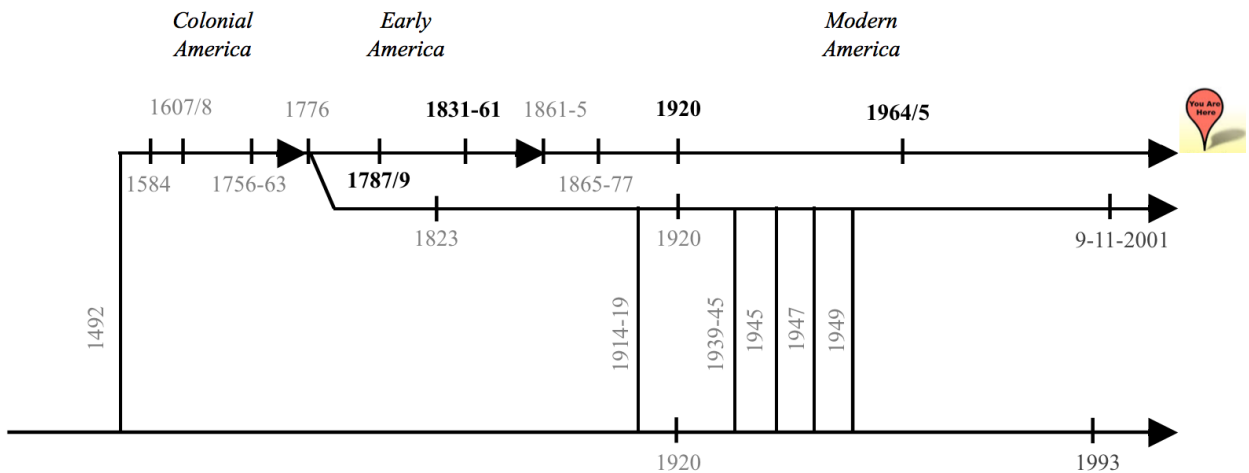 Colonial
America
Early
America
Modern
America
1607/8
1776
1831-61
1861-5
1920
1964/5
You Are
Here
1584
1756-63
1787/9
1865-77
1823
1920
9-11-2001
1492
1914-19
1939-45
1945
1947
1949
1920
1993